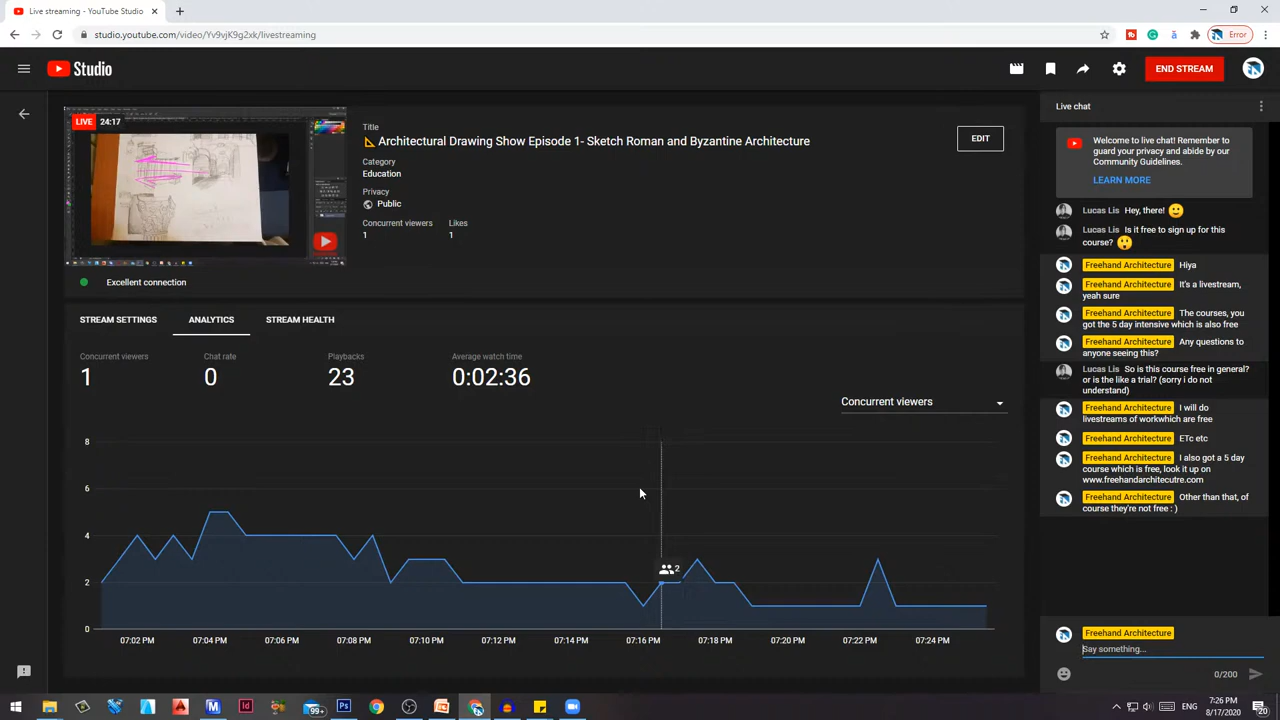 Live streaming - YouTube Studio
studio.youtube.com/video/Yv9vjK9g2xk/livestreaming
Error
Studio
END STREAM
LIVE 24:17
Title
Architectural Drawing Show Episode 1- Sketch Roman and Byzantine Architecture
EDIT
Category
Education
Privacy
Public
Concurrent viewers Likes
1 1
Excellent connection
STREAM SETTINGS ANALYTICS STREAM HEALTH
Concurrent viewers Chat rate Playbacks Average watch time
1 0 23 0:02:36
Concurrent viewers
8
6
4
2
0
2
07:02 PM 07:04 PM 07:06 PM 07:08 PM 07:10 PM 07:12 PM 07:14 PM 07:16 PM 07:18 PM 07:20 PM 07:22 PM 07:24 PM
Live chat
Welcome to live chat! Remember to
guard your privacy and abide by our
Community Guidelines.
LEARN MORE
Lucas Lis Hey, there!
Lucas Lis Is it free to sign up for this
course?
Freehand Architecture Hiya
Freehand Architecture It's a livestream,
yeah sure
Freehand Architecture The courses, you
got the 5 day intensive which is also free
Freehand Architecture Any questions to
anyone seeing this?
Lucas Lis So is this course free in general?
or is the like a trial? (sorry i do not
understand)
Freehand Architecture I will do
livestreams of workwhich are free
Freehand Architecture ETc etc
Freehand Architecture I also got a 5 day
course which is free, look it up on
www.freehandarchitecutre.com
Freehand Architecture Other than that, of
course they're not free : )
Freehand Architecture
Say something...
0/200
99+
ENG
7:26 PM
8/17/2020
20